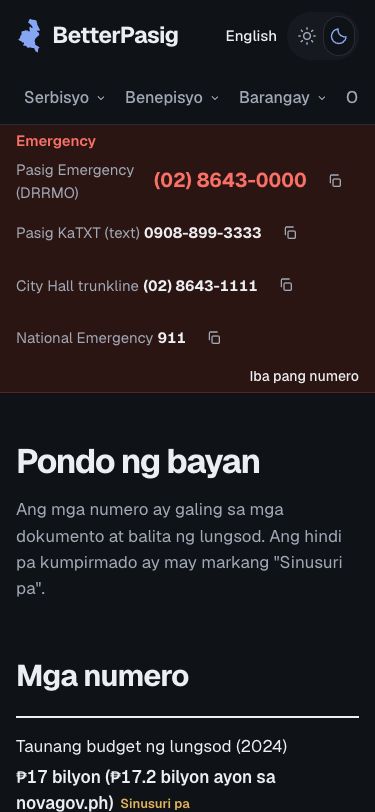 BetterPasig
English
Serbisyo
Benepisyo
Barangay
O
Emergency
Pasig Emergency
(DRRMO)
(02) 8643-0000
Pasig KaTXT (text) 0908-899-3333
City Hall trunkline (02) 8643-1111
National Emergency 911
Iba pang numero
Pondo ng bayan
Ang mga numero ay galing sa mga
dokumento at balita ng lungsod. Ang hindi
pa kumpirmado ay may markang "Sinusuri
pa".
Mga numero
Taunang budget ng lungsod (2024)
₱17 bilyon (₱17.2 bilyon ayon sa
novagov.ph) Sinusuri pa